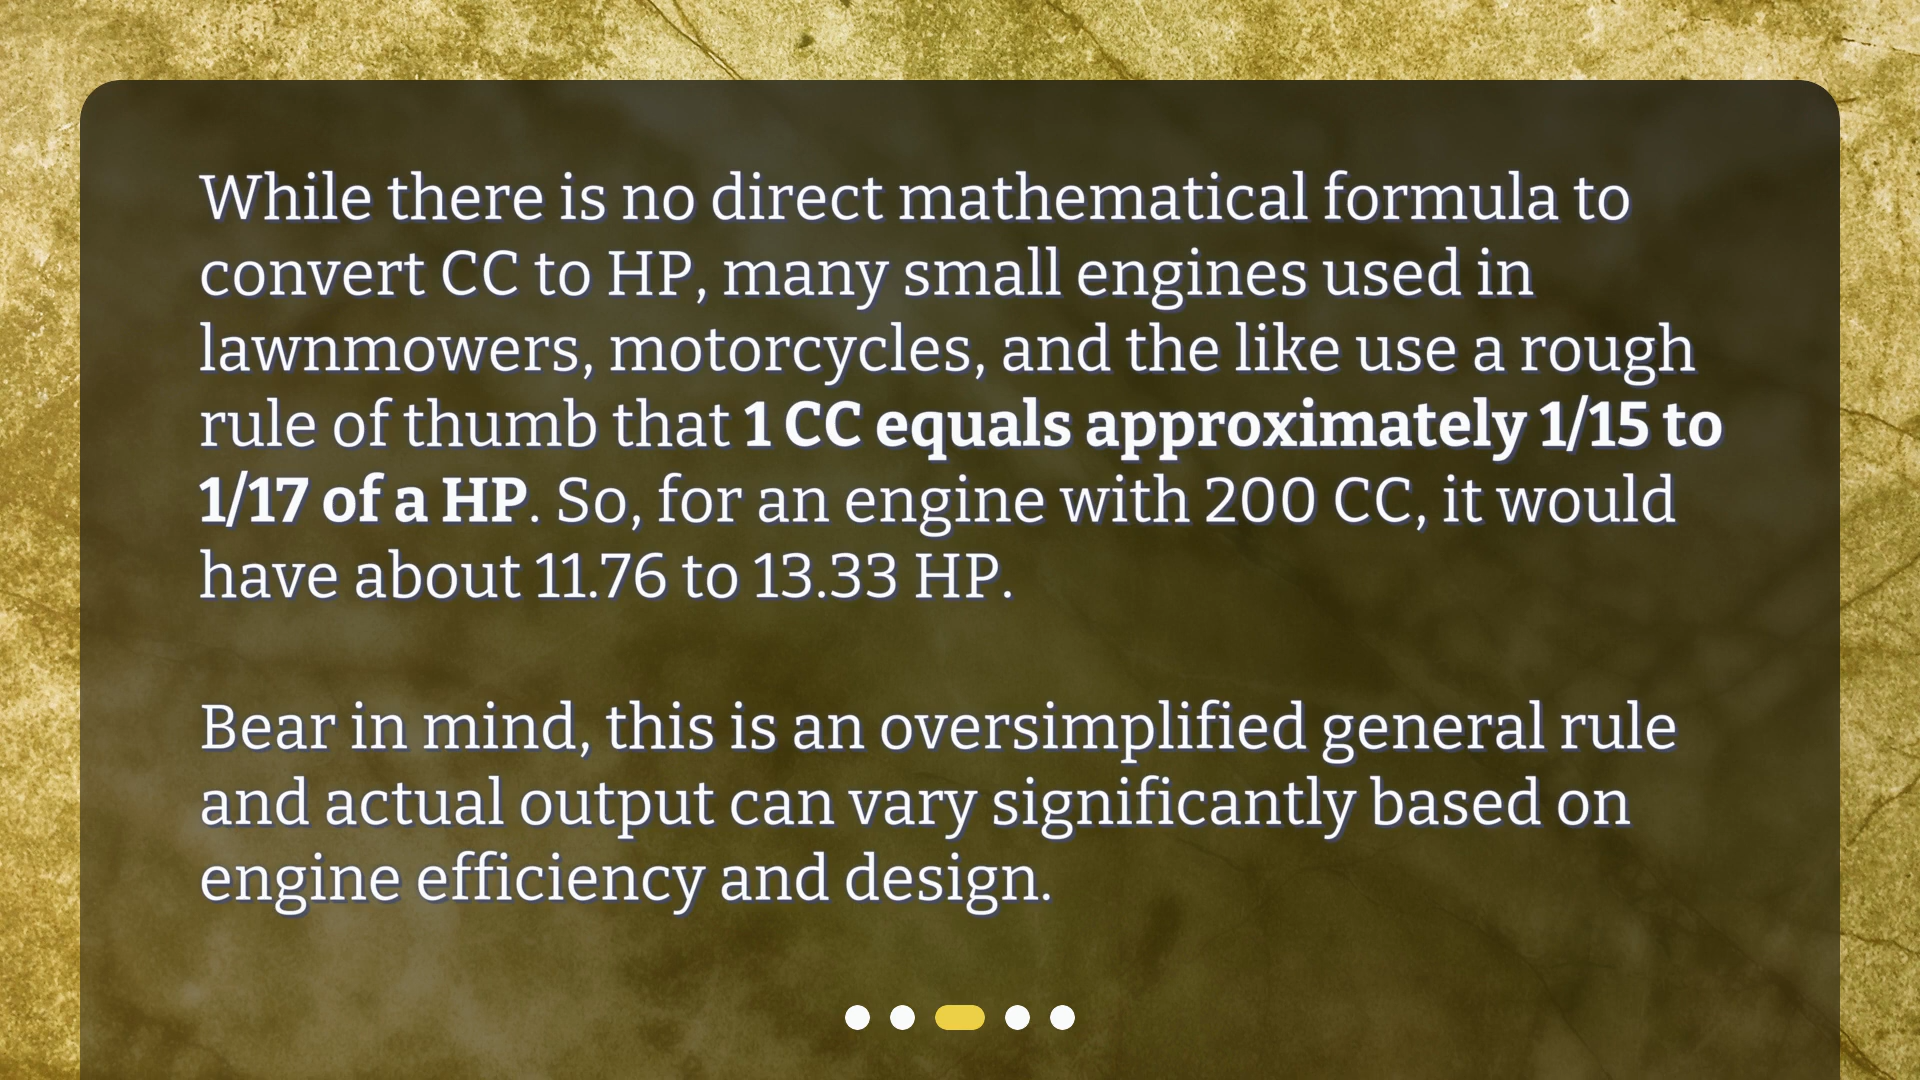 While there is no direct mathematical formula to
convert CC to HP, many small engines used in
lawnmowers, motorcycles, and the like use a rough
rule of thumb that 1 CC equals approximately 1/15 to
1/17 of a HP. So, for an engine with 200 CC, it would
have about 11.76 to 13.33 HP.
Bear in mind, this is an oversimplified general rule
and actual output can vary significantly based on
engine efficiency and design.